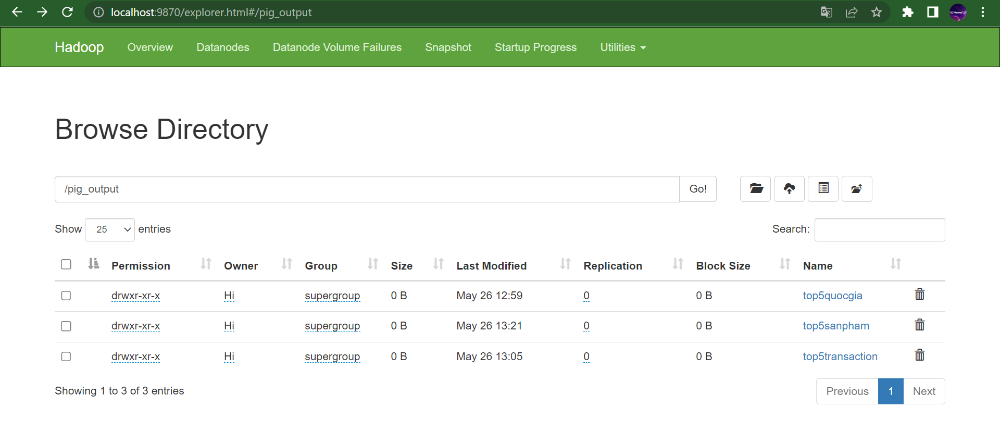 localhost:9870/explorer.html#/pig_output
Hadoop Overview Datanodes Datanode Volume Failures Snapshot Startup Progress Utilities
Browse Directory
/pig_output Go!
Show 25 entries Search:
Permission Owner Group Size Last Modified Replication Block Size Name
drwxr-xr-x Hi supergroup 0 B May 26 12:59 0 0 B top5quocgia
drwxr-xr-x Hi supergroup 0 B May 26 13:21 0 0 B top5sanpham
drwxr-xr-x Hi supergroup 0 B May 26 13:05 0 0 B top5transaction
Showing 1 to 3 of 3 entries Previous 1 Next